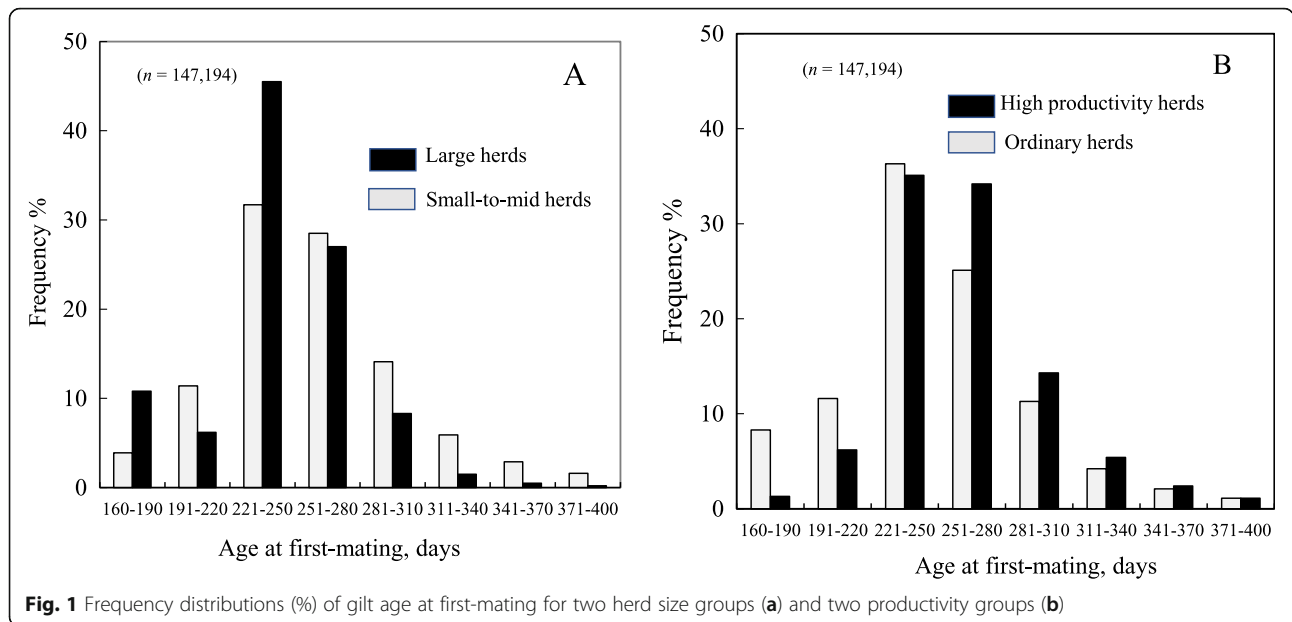 50
40
30
20
10
0
Frequency %
(n = 147,194)
A
Large herds
Small-to-mid herds
160-190 191-220 221-250 251-280 281-310 311-340 341-370 371-400
Age at first-mating, days
50
40
30
20
10
0
Frequency %
(n = 147,194)
B
High productivity herds
Ordinary herds
160-190 191-220 221-250 251-280 281-310 311-340 341-370 371-400
Age at first-mating, days
Fig. 1 Frequency distributions (%) of gilt age at first-mating for two herd size groups (a) and two productivity groups (b)